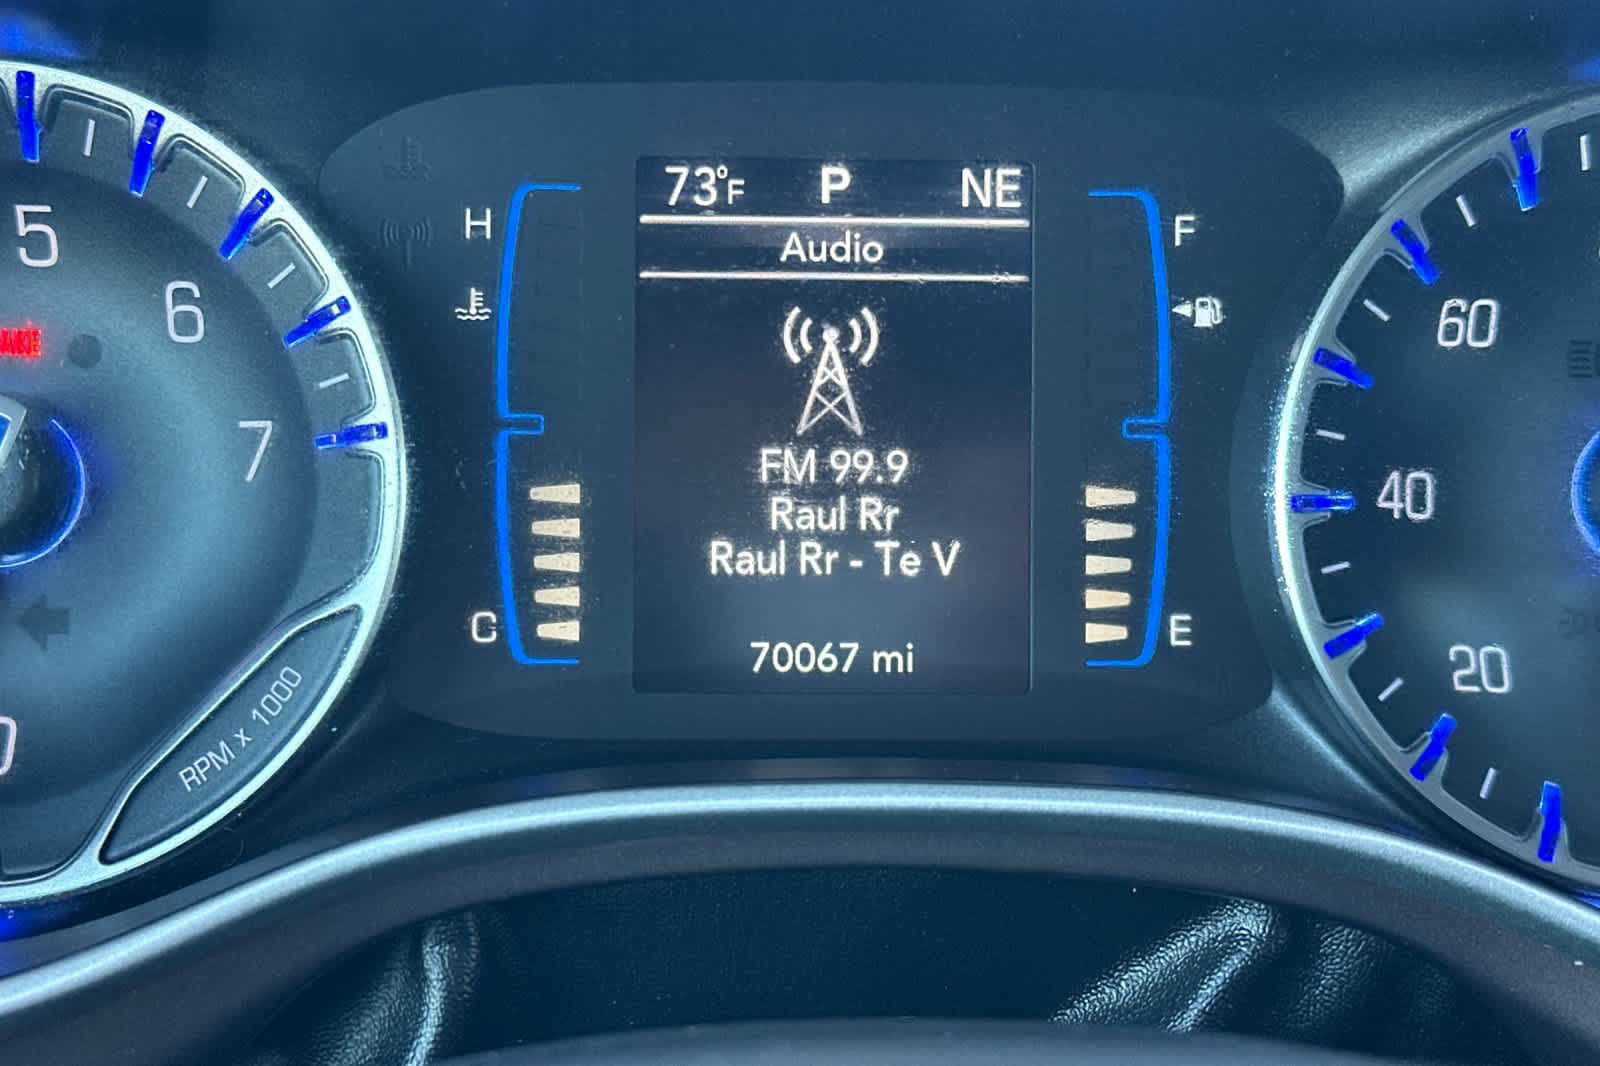 5
6
7
RPM x 1000
H
C
73°F P NE
Audio
FM 99.9
Raul Rr
Raul Rr - Te V
70067 mi
F
E
60
40
20